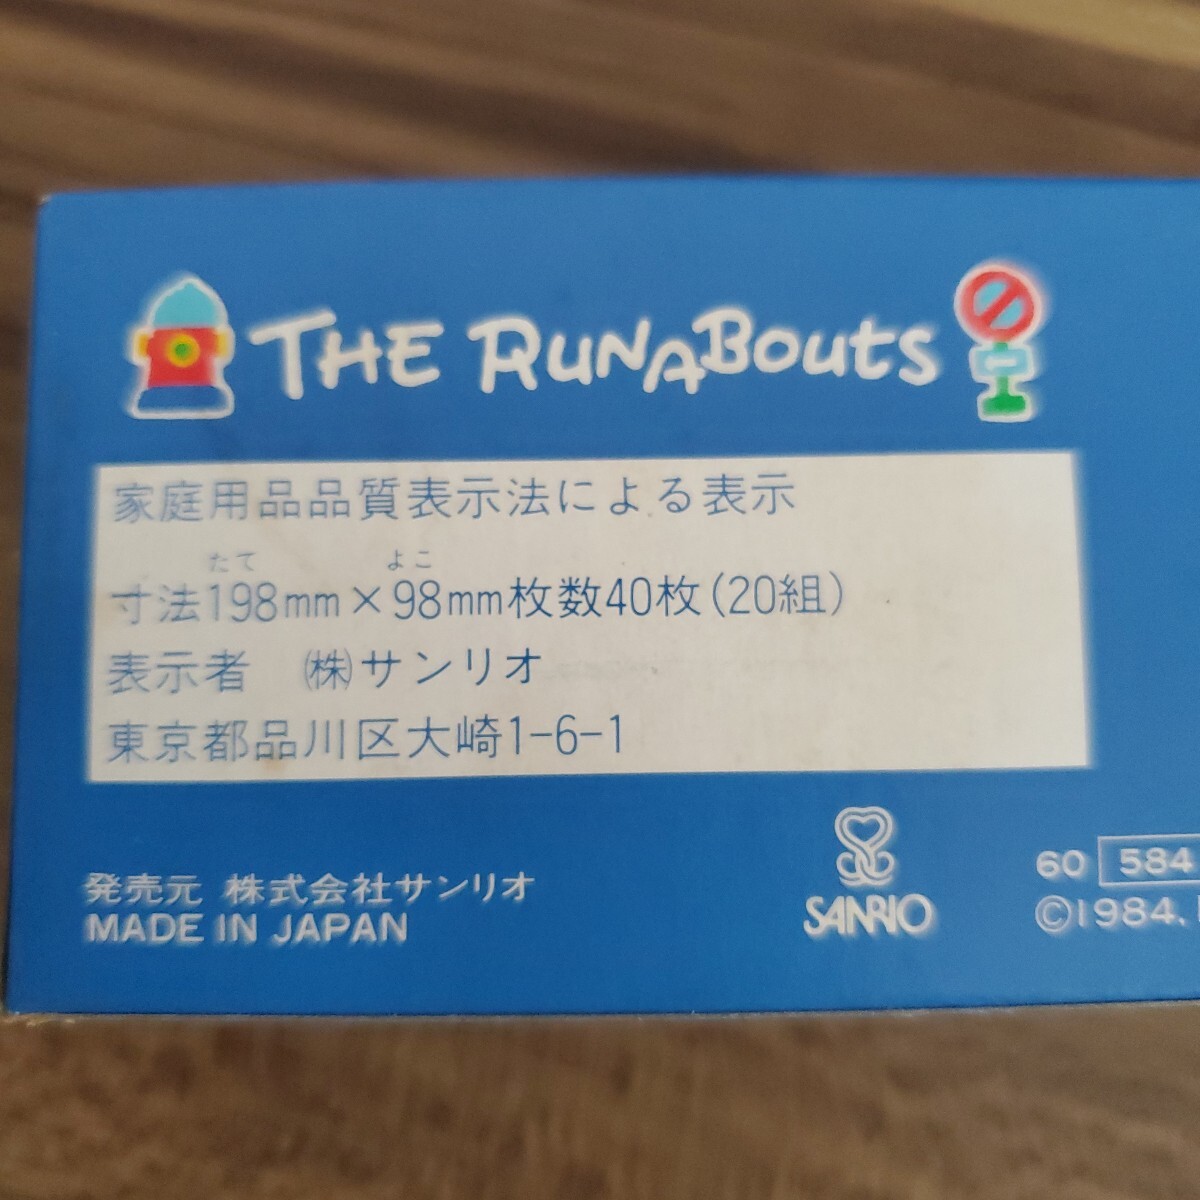 THE RUNABOUTS
家庭用品品質表示法による表示
たて よこ
寸法198mm×98mm枚数40枚(20組)
表示者 ㈱サンリオ
東京都品川区大崎1-6-1
発売元 株式会社サンリオ
MADE IN JAPAN
SANRIO
60 584
©1984.